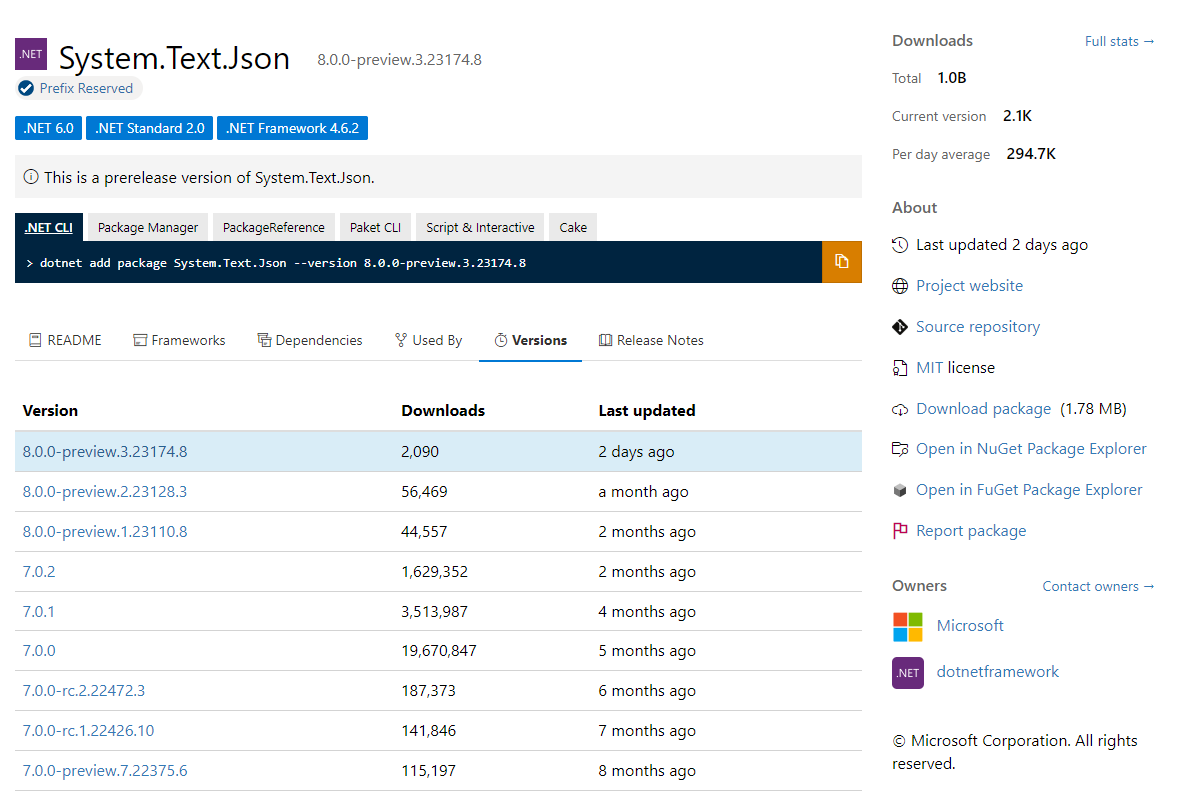 .NET System.Text.Json 8.0.0-preview.3.23174.8
Prefix Reserved
.NET 6.0 .NET Standard 2.0 .NET Framework 4.6.2
This is a prerelease version of System.Text.Json.
.NET CLI Package Manager PackageReference Paket CLI Script & Interactive Cake
> dotnet add package System.Text.Json --version 8.0.0-preview.3.23174.8
README Frameworks Dependencies Used By Versions Release Notes
Version Downloads Last updated
8.0.0-preview.3.23174.8 2,090 2 days ago
8.0.0-preview.2.23128.3 56,469 a month ago
8.0.0-preview.1.23110.8 44,557 2 months ago
7.0.2 1,629,352 2 months ago
7.0.1 3,513,987 4 months ago
7.0.0 19,670,847 5 months ago
7.0.0-rc.2.22472.3 187,373 6 months ago
7.0.0-rc.1.22426.10 141,846 7 months ago
7.0.0-preview.7.22375.6 115,197 8 months ago
Downloads Full stats →
Total 1.0B
Current version 2.1K
Per day average 294.7K
About
Last updated 2 days ago
Project website
Source repository
MIT license
Download package (1.78 MB)
Open in NuGet Package Explorer
Open in FuGet Package Explorer
Report package
Owners Contact owners →
Microsoft
.NET dotnetframework
© Microsoft Corporation. All rights
reserved.